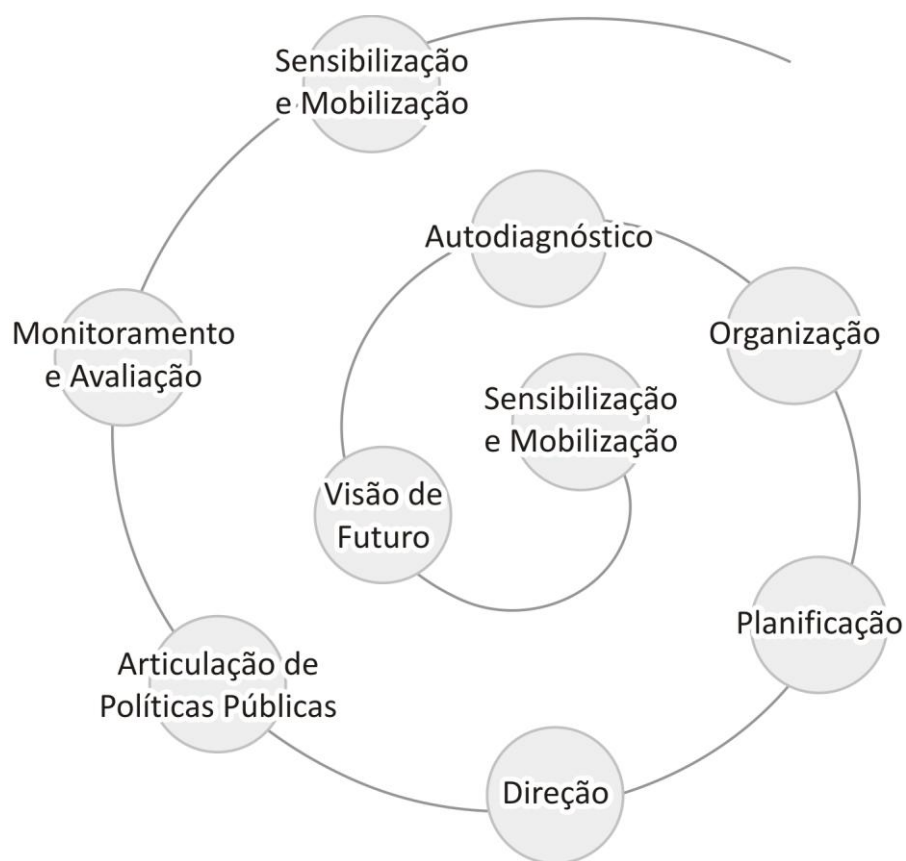 Sensibilização
e Mobilização
Autodiagnóstico
Monitoramento
e Avaliação
Organização
Sensibilização
e Mobilização
Visão de
Futuro
Planificação
Articulação de
Políticas Públicas
Direção